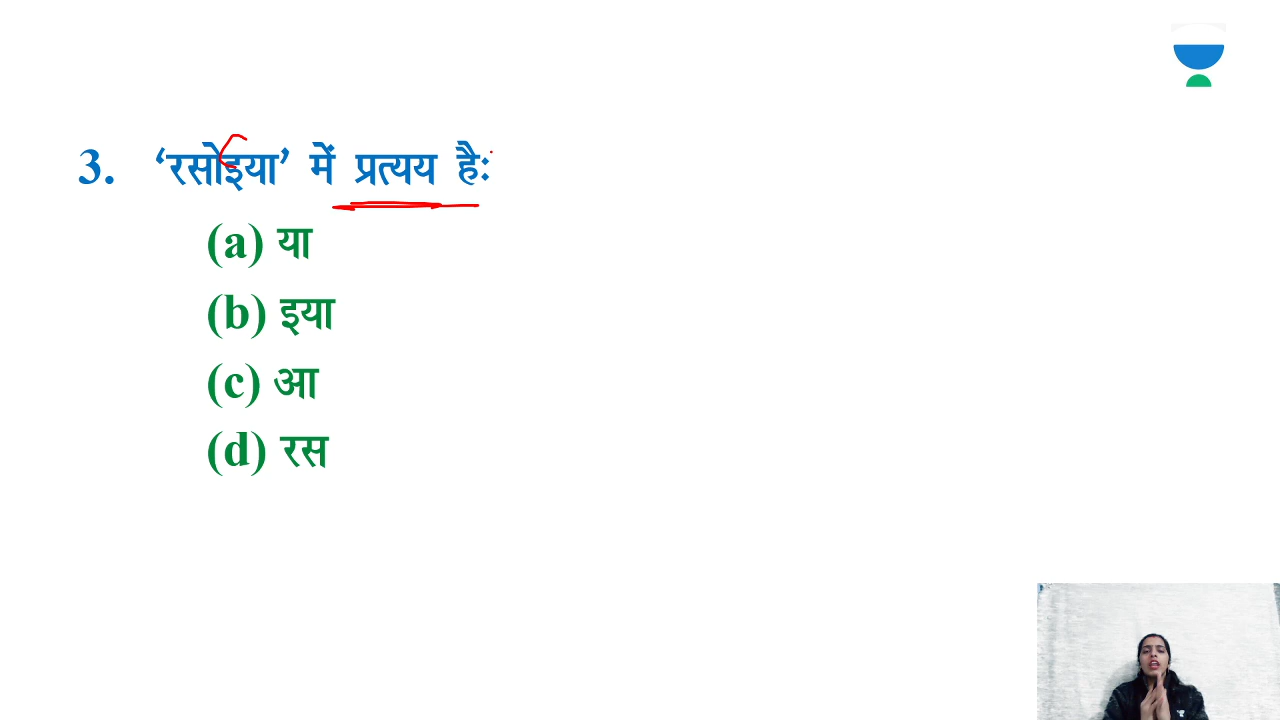 3. ‘रसोइया’ में प्रत्यय हैः
(a) या
(b) इया
(c) आ
(d) रस